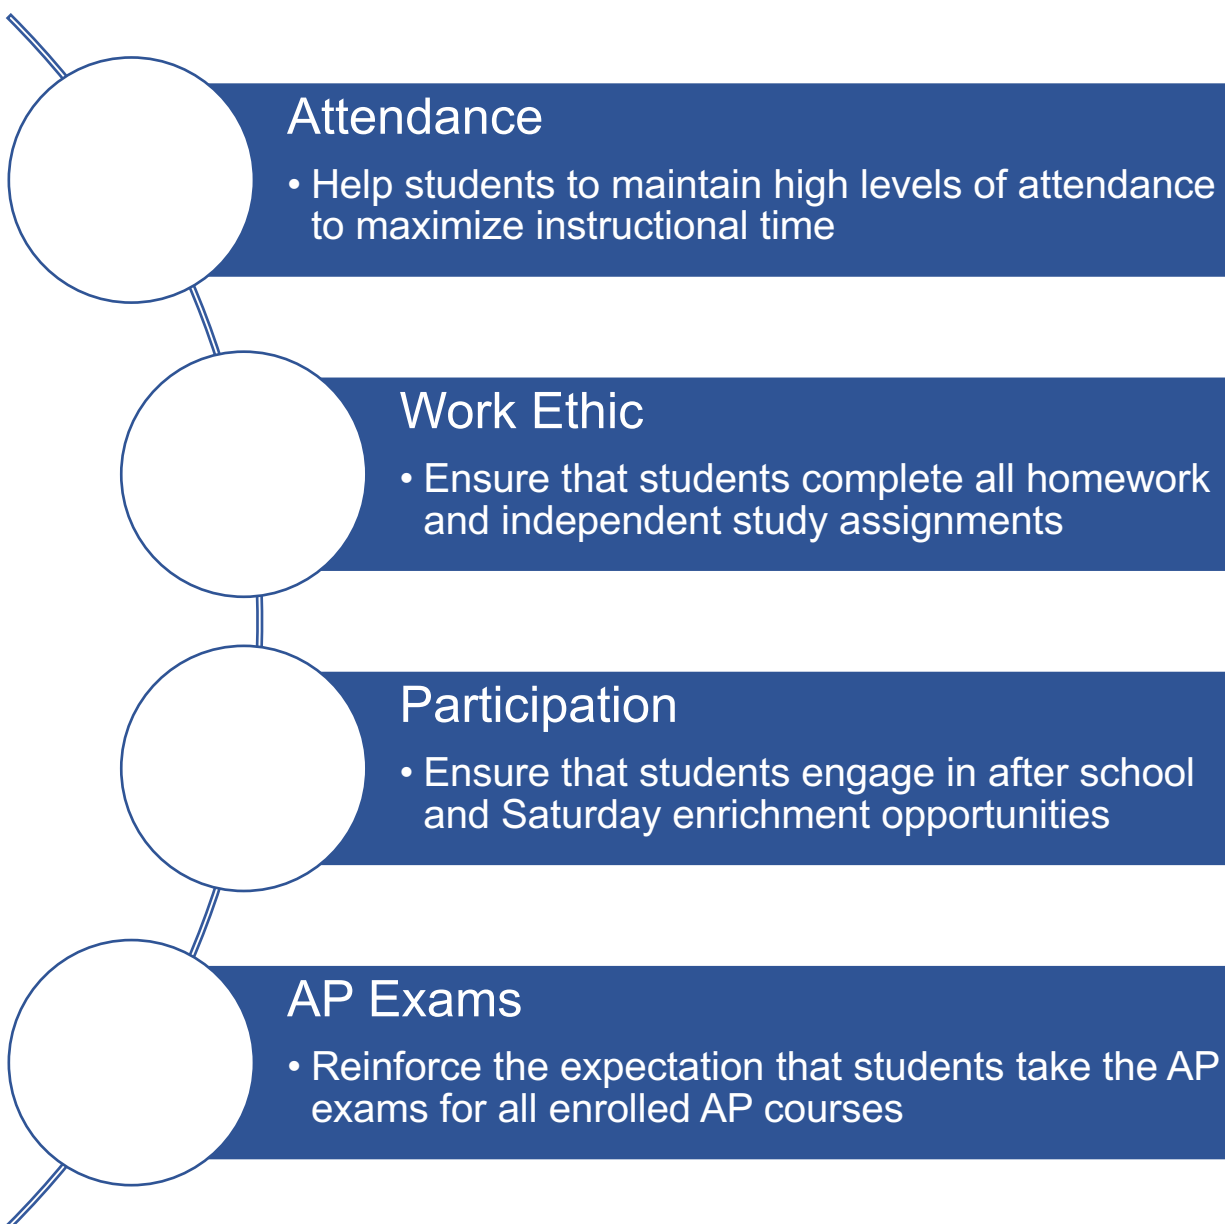 Attendance
• Help students to maintain high levels of attendance
to maximize instructional time
Work Ethic
• Ensure that students complete all homework
and independent study assignments
Participation
• Ensure that students engage in after school
and Saturday enrichment opportunities
AP Exams
• Reinforce the expectation that students take the AP
exams for all enrolled AP courses